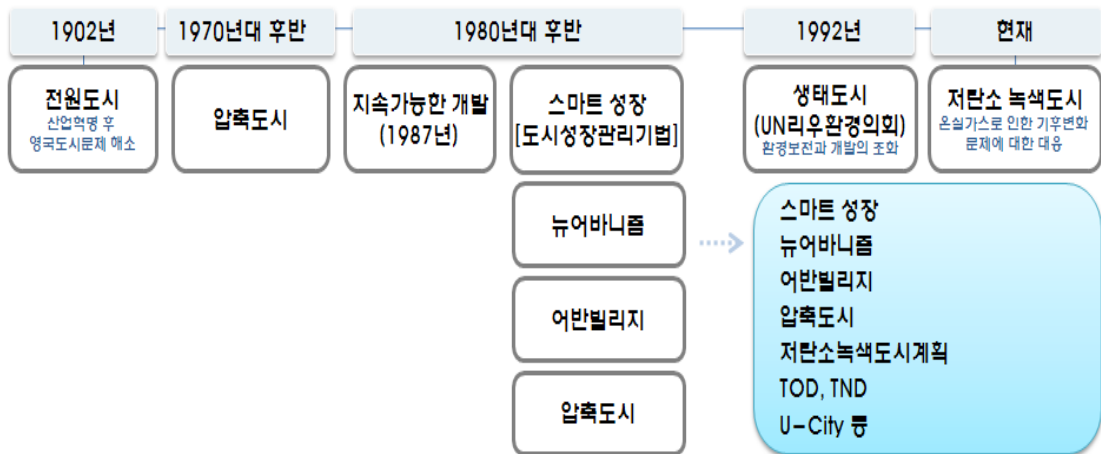 1902년
1970년대 후반
1980년대 후반
1992년
현재
전원도시
산업혁명 후
영국도시문제 해소
압축도시
지속가능한 개발
(1987년)
스마트 성장
[도시성장관리기법]
생태도시
(UN리우환경의회)
환경보전과 개발의 조화
저탄소 녹색도시
온실가스로 인한 기후변화
문제에 대한 대응
뉴어바니즘
어반빌리지
압축도시
스마트 성장
뉴어바니즘
어반빌리지
압축도시
저탄소녹색도시계획
TOD, TND
U-City 등